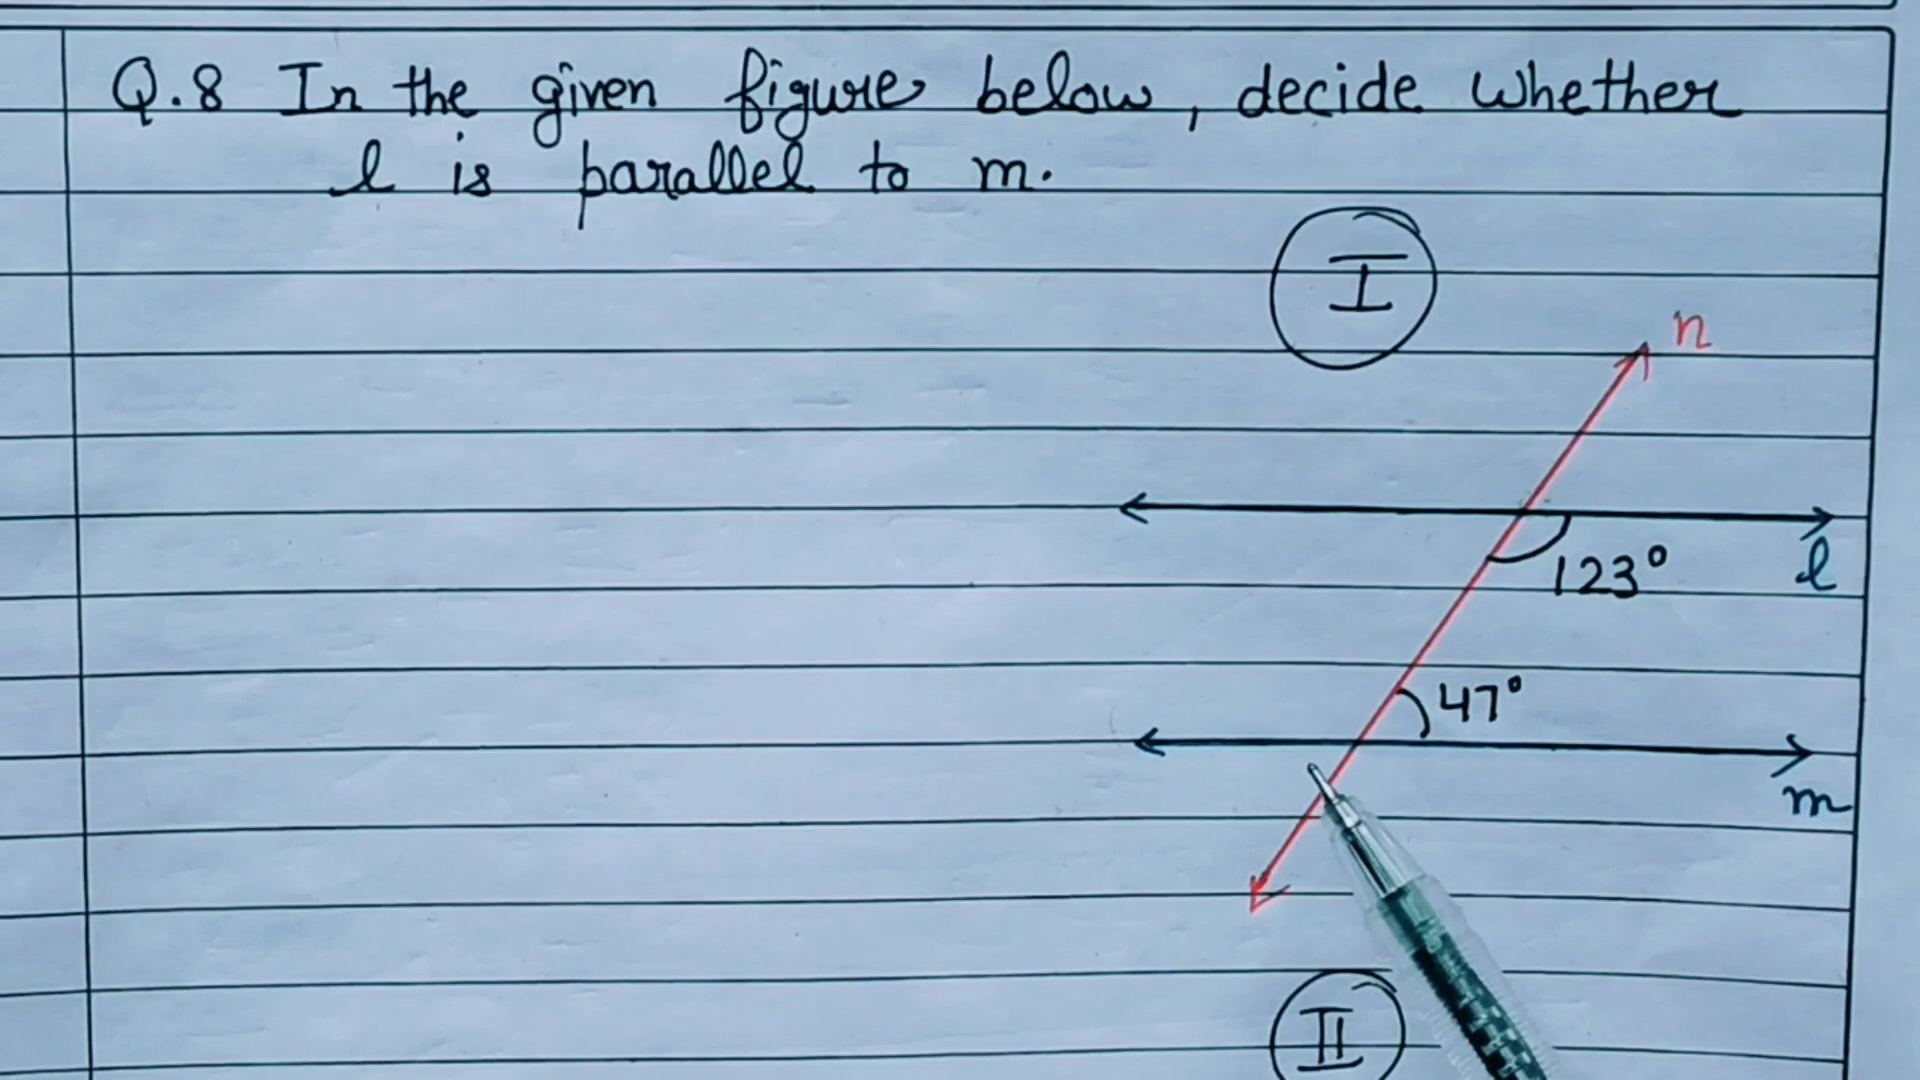 Q.8 In the given figure below, decide whether
l is parallel to m.
I
n
123°
l
47°
m
II